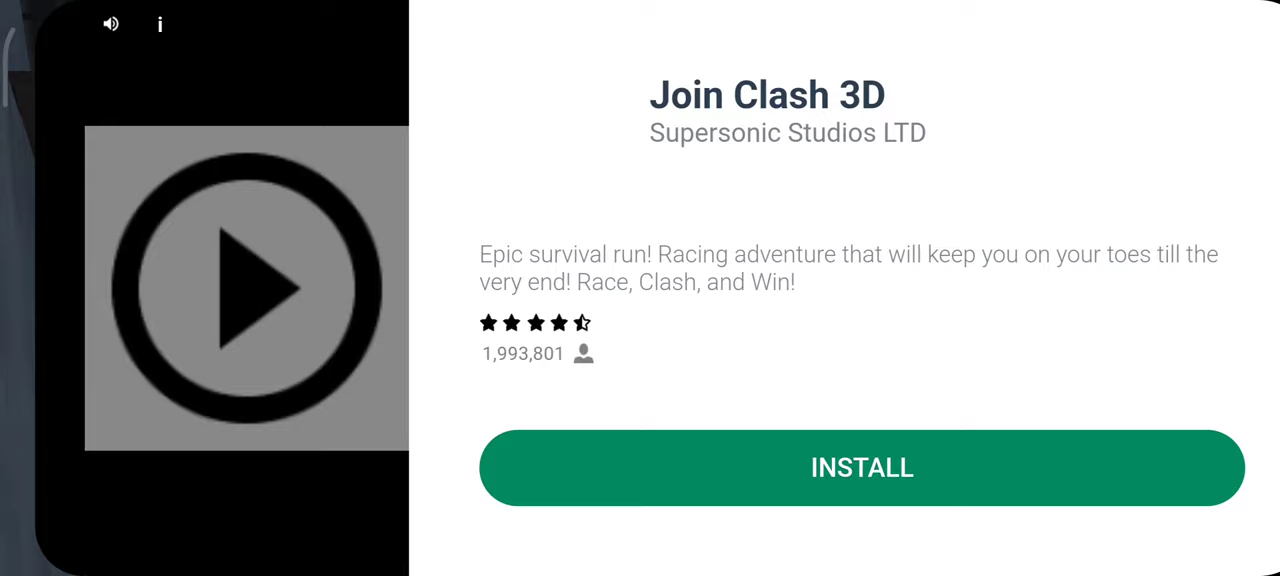 i
Join Clash 3D
Supersonic Studios LTD
Epic survival run! Racing adventure that will keep you on your toes till the
very end! Race, Clash, and Win!
1,993,801
INSTALL